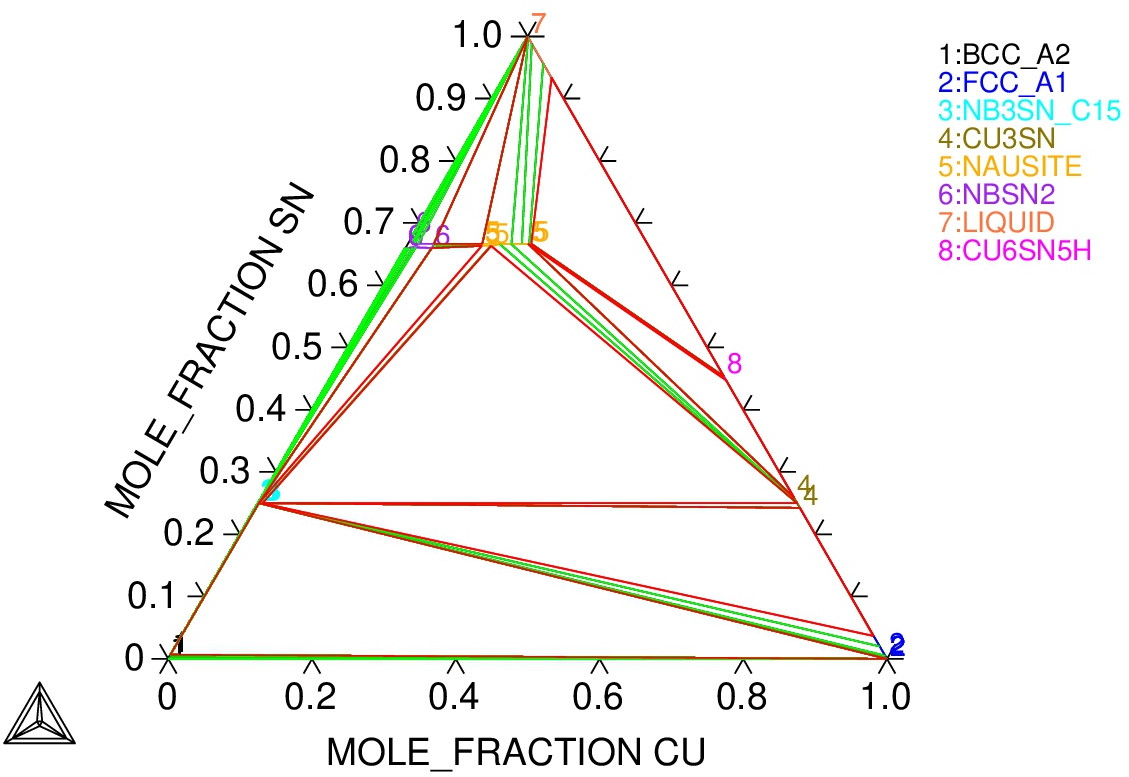 7
1.0
0.9
0.8
0.7
0.6
0.5
0.4
0.3
0.2
0.1
0
6
5 5
8
4
4
2
0
0.2
0.4
0.6
0.8
1.0
MOLE_FRACTION SN
MOLE_FRACTION CU
1:BCC_A2
2:FCC_A1
3:NB3SN_C15
4:CU3SN
5:NAUSITE
6:NBSN2
7:LIQUID
8:CU6SN5H